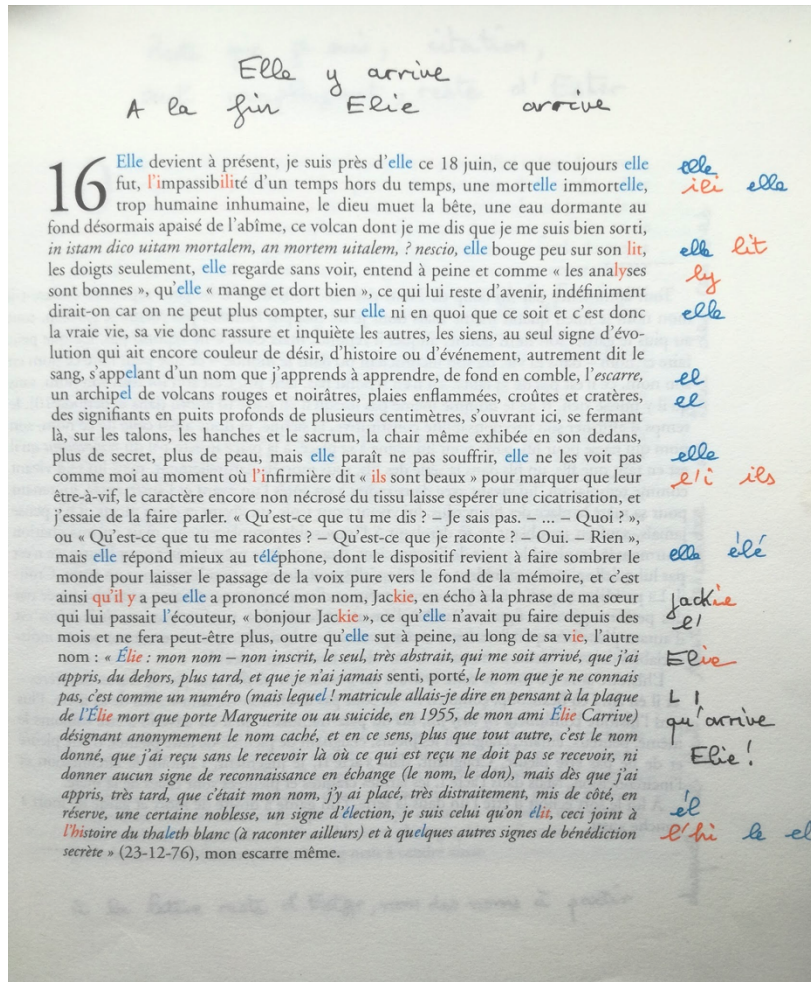 Elle y arrive
A la fin Elie arrive
16 Elle devient à présent, je suis près d'elle ce 18 juin, ce que toujours elle elle
fut, l'impassibilité d'un temps hors du temps, une mortelle immortelle, ili elle
trop humaine inhumaine, le dieu muet la bête, une eau dormante au
fond désormais apaisé de l'abîme, ce volcan dont je me dis que je me suis bien sorti,
in istam dico uitam mortalem, an mortem uitalem, ? nescio, elle bouge peu sur son lit, elle lit
les doigts seulement, elle regarde sans voir, entend à peine et comme « les analyses ly
sont bonnes », qu'elle « mange et dort bien », ce qui lui reste d'avenir, indéfiniment
dirait-on car on ne peut plus compter, sur elle ni en quoi que ce soit et c'est donc elle
la vraie vie, sa vie donc rassure et inquiète les autres, les siens, au seul signe d'évo-
lution qui ait encore couleur de désir, d'histoire ou d'événement, autrement dit le
sang, s'appelant d'un nom que j'apprends à apprendre, de fond en comble, l'escarre, el
un archipel de volcans rouges et noirâtres, plaies enflammées, croûtes et cratères, el
des signifiants en puits profonds de plusieurs centimètres, s'ouvrant ici, se fermant
là, sur les talons, les hanches et le sacrum, la chair même exhibée en son dedans,
plus de secret, plus de peau, mais elle paraît ne pas souffrir, elle ne les voit pas elle
comme moi au moment où l'infirmière dit « ils sont beaux » pour marquer que leur l'i ils
être-à-vif, le caractère encore non nécrosé du tissu laisse espérer une cicatrisation, et
j'essaie de la faire parler. « Qu'est-ce que tu me dis ? – Je sais pas. – ... – Quoi ? »,
ou « Qu'est-ce que tu me racontes ? – Qu'est-ce que je raconte ? – Oui. – Rien »,
mais elle répond mieux au téléphone, dont le dispositif revient à faire sombrer le elle élé
monde pour laisser le passage de la voix pure vers le fond de la mémoire, et c'est
ainsi qu'il y a peu elle a prononcé mon nom, Jackie, en écho à la phrase de ma sœur Jackie
qui lui passait l'écouteur, « bonjour Jackie », ce qu'elle n'avait pu faire depuis des l'
mois et ne fera peut-être plus, outre qu'elle sut à peine, au long de sa vie, l'autre
nom : « Élie : mon nom – non inscrit, le seul, très abstrait, qui me soit arrivé, que j'ai Elie
appris, du dehors, plus tard, et que je n'ai jamais senti, porté, le nom que je ne connais
pas, c'est comme un numéro (mais lequel ! matricule allais-je dire en pensant à la plaque L I
de l'Élie mort que porte Marguerite ou au suicide, en 1955, de mon ami Élie Carrive) qu'arrive
désignant anonymement le nom caché, et en ce sens, plus que tout autre, c'est le nom
donné, que j'ai reçu sans le recevoir là où ce qui est reçu ne doit pas se recevoir, ni Elie !
donner aucun signe de reconnaissance en échange (le nom, le don), mais dès que j'ai
appris, très tard, que c'était mon nom, j'y ai placé, très distraitement, mis de côté, en
réserve, une certaine noblesse, un signe d'élection, je suis celui qu'on élit, ceci joint à él
l'histoire du thaleth blanc (à raconter ailleurs) et à quelques autres signes de bénédiction l'hi le el
secrète » (23-12-76), mon escarre même.